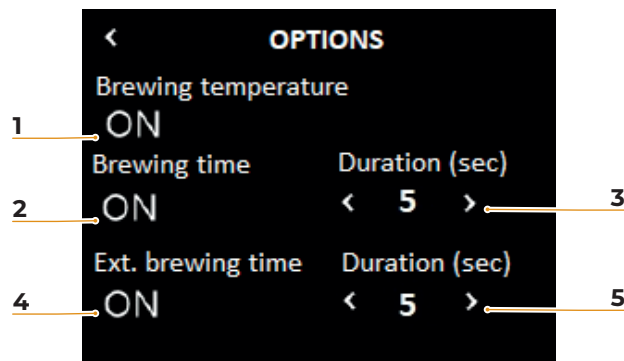 < OPTIONS
Brewing temperature
1 ON
Brewing time Duration (sec)
2 ON < 5 > 3
Ext. brewing time Duration (sec)
4 ON < 5 > 5